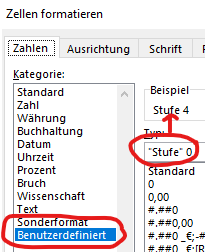 Zellen formatieren
Zahlen Ausrichtung Schrift
Kategorie:
Standard
Zahl
Währung
Buchhaltung
Datum
Uhrzeit
Prozent
Bruch
Wissenschaft
Text
Sonderformat
Benutzerdefiniert
Beispiel
Stufe 4
Typ:
"Stufe" 0
Standard
0
0,00
#.##0
#.##0,00
#.##0 _€;-#